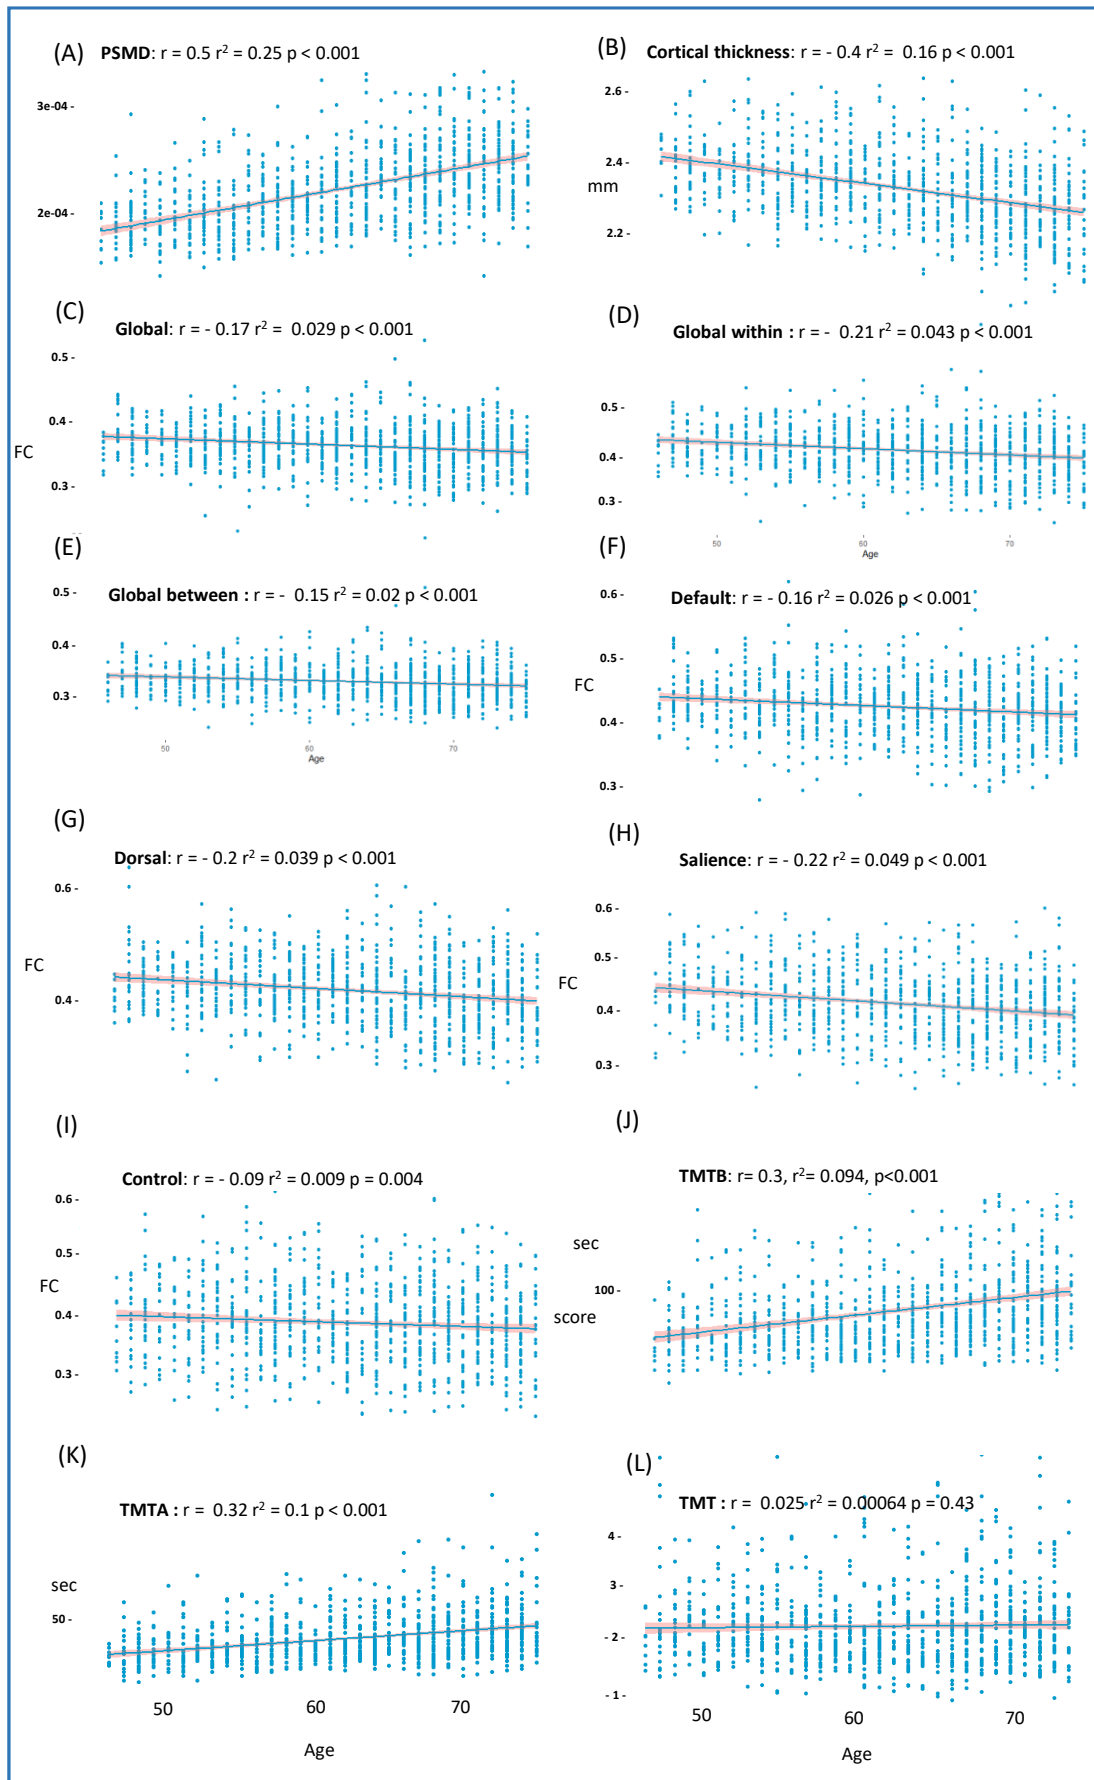 (A) PSMD: r = 0.5 r² = 0.25 p < 0.001
3e-04 -
2e-04 -
(B) Cortical thickness: r = - 0.4 r² = 0.16 p < 0.001
2.6 -
2.4 -
mm
2.2 -
(C)
Global: r = - 0.17 r² = 0.029 p < 0.001
0.5 -
0.4 -
FC
0.3 -
(D)
Global within : r = - 0.21 r² = 0.043 p < 0.001
0.5 -
0.4 -
0.3 -
50 60 70
Age
(E)
Global between : r = - 0.15 r² = 0.02 p < 0.001
0.5 -
0.4 -
0.3 -
50 60 70
Age
(F)
Default: r = - 0.16 r² = 0.026 p < 0.001
0.6 -
0.5 -
FC
0.4 -
0.3 -
(G)
Dorsal: r = - 0.2 r² = 0.039 p < 0.001
0.6 -
FC
0.4 -
(H)
Salience: r = - 0.22 r² = 0.049 p < 0.001
0.6 -
0.5 -
FC
0.4 -
0.3 -
(I)
Control: r = - 0.09 r² = 0.009 p = 0.004
0.6 -
0.5 -
FC
0.4 -
0.3 -
(J)
TMTB: r= 0.3, r²= 0.094, p<0.001
sec
100 -
score
(K)
TMTA : r = 0.32 r² = 0.1 p < 0.001
sec
50 -
50 60 70
Age
(L)
TMT : r = 0.025 r² = 0.00064 p = 0.43
4 -
3 -
2 -
- 1 -
50 60 70
Age